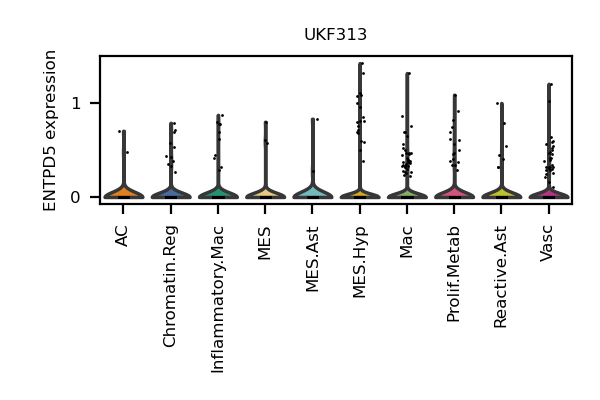 UKF313
ENTPD5 expression
1
0
AC
Chromatin.Reg
Inflammatory.Mac
MES
MES.Ast
MES.Hyp
Mac
Prolif.Metab
Reactive.Ast
Vasc